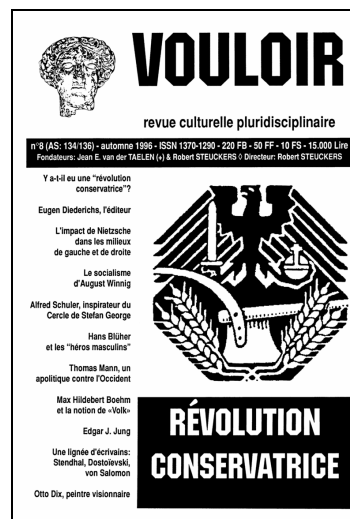 VOULOIR
revue culturelle pluridisciplinaire
n°8 (AS: 134/136) - automne 1996 - ISSN 1370-1290 - 220 FB - 50 FF - 10 FS - 15.000 Lire
Fondateurs: Jean E. van der TAELEN (+) & Robert STEUCKERS ◊ Directeur: Robert STEUCKERS
Y a-t-il eu une "révolution
conservatrice"?
Eugen Diederichs, l'éditeur
L'impact de Nietzsche
dans les milieux
de gauche et de droite
Le socialisme
d'August Winnig
Alfred Schuler, inspirateur du
Cercle de Stefan George
Hans Blüher
et les "héros masculins"
Thomas Mann, un
apolitique contre l'Occident
Max Hildebert Boehm
et la notion de «Volk»
Edgar J. Jung
Une lignée d'écrivains:
Stendhal, Dostoïevski,
von Salomon
Otto Dix, peintre visionnaire
RÉVOLUTION
CONSERVATRICE